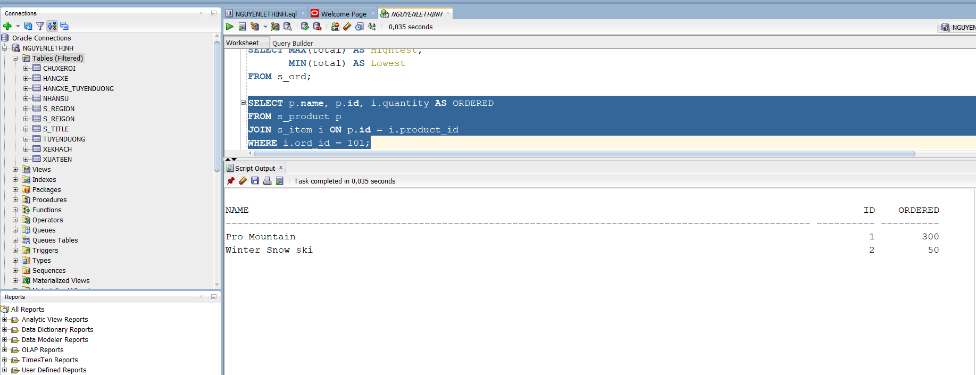 Connections
NGUYENLETHINH.sql
Welcome Page
NGUYENLETHINH
0,035 seconds
NGUYEN
Oracle Connections
NGUYENLETHINH
Tables (Filtered)
CHUXEROI
HANGXE
HANGXE_TUYENDUONG
NHANSU
S_REGION
S_REIGON
S_TITLE
TUYENDUONG
XEKHACH
XUATBEN
Views
Indexes
Packages
Procedures
Functions
Operators
Queues
Queues Tables
Triggers
Types
Sequences
Materialized Views
Reports
All Reports
Analytic View Reports
Data Dictionary Reports
Data Modeler Reports
OLAP Reports
TimesTen Reports
User Defined Reports
Worksheet Query Builder
SELECT MAX(total) AS Hightest,
MIN(total) AS Lowest
FROM s_ord;
SELECT p.name, p.id, i.quantity AS ORDERED
FROM s_product p
JOIN s_item i ON p.id = i.product_id
WHERE i.ord_id = 101;
Script Output
Task completed in 0,035 seconds
NAME ID ORDERED
Pro Mountain 1 300
Winter Snow ski 2 50